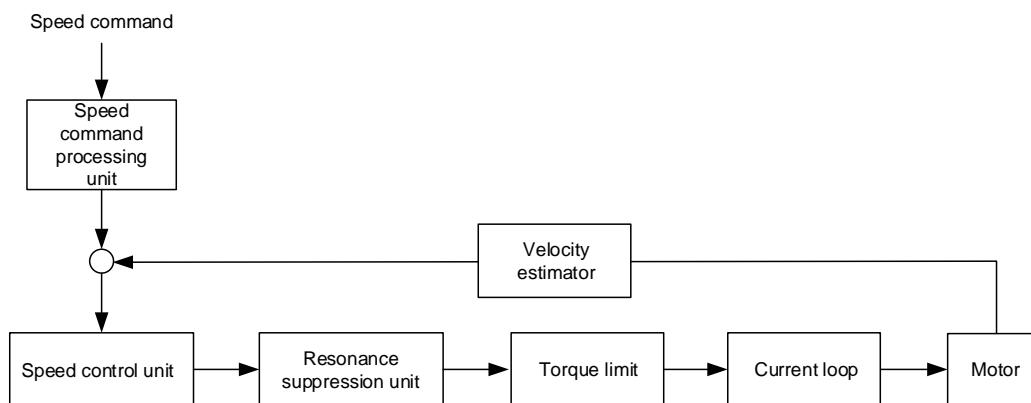 Speed command
Speed
command
processing
unit
Velocity
estimator
Speed control unit
Resonance
suppression unit
Torque limit
Current loop
Motor